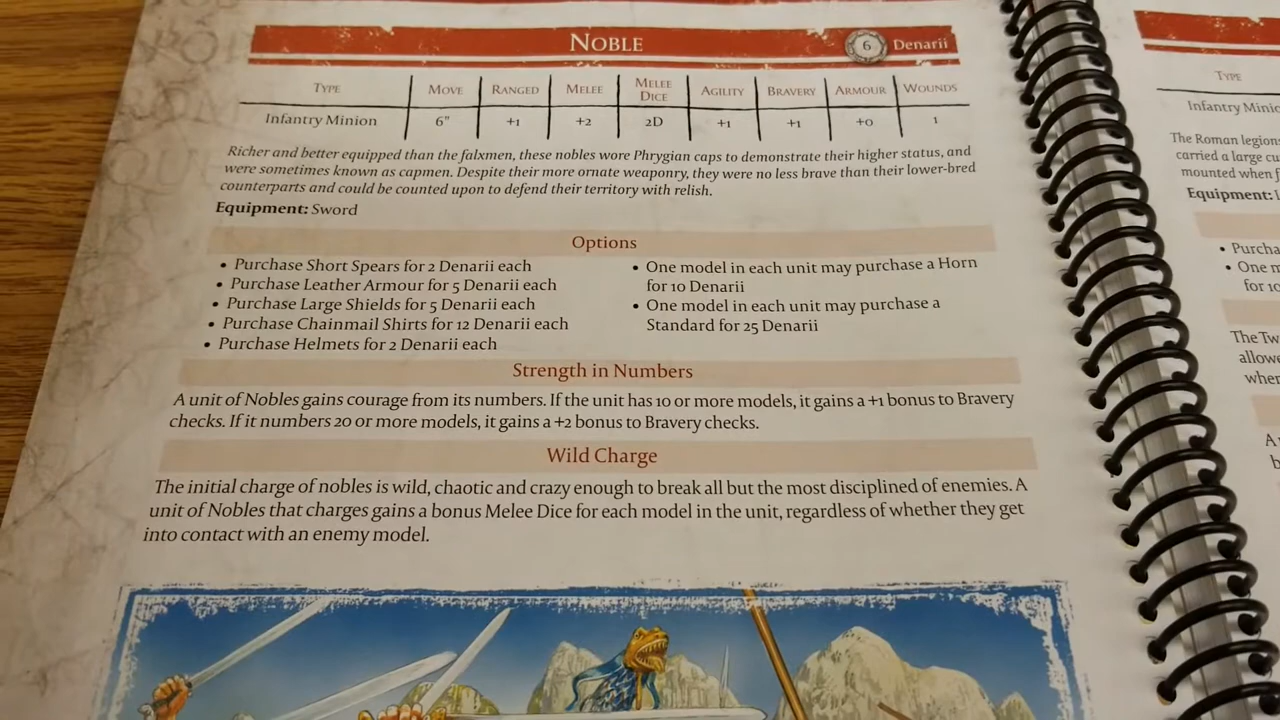 NOBLE
6 Denarii
TYPE MOVE RANGED MELEE MELEE DICE AGILITY BRAVERY ARMOUR WOUNDS
Infantry Minion 6" +1 +2 2D +1 +1 +0 1
Richer and better equipped than the falxmen, these nobles wore Phrygian caps to demonstrate their higher status, and
were sometimes known as capmen. Despite their more ornate weaponry, they were no less brave than their lower-bred
counterparts and could be counted upon to defend their territory with relish.
Equipment: Sword
Options
• Purchase Short Spears for 2 Denarii each
• Purchase Leather Armour for 5 Denarii each
• Purchase Large Shields for 5 Denarii each
• Purchase Chainmail Shirts for 12 Denarii each
• Purchase Helmets for 2 Denarii each
• One model in each unit may purchase a Horn
for 10 Denarii
• One model in each unit may purchase a
Standard for 25 Denarii
Strength in Numbers
A unit of Nobles gains courage from its numbers. If the unit has 10 or more models, it gains a +1 bonus to Bravery
checks. If it numbers 20 or more models, it gains a +2 bonus to Bravery checks.
Wild Charge
The initial charge of nobles is wild, chaotic and crazy enough to break all but the most disciplined of enemies. A
unit of Nobles that charges gains a bonus Melee Dice for each model in the unit, regardless of whether they get
into contact with an enemy model.
TYPE
Infantry
The Roman
carried a large
mounted when
Equipment:
• One
for
The
when